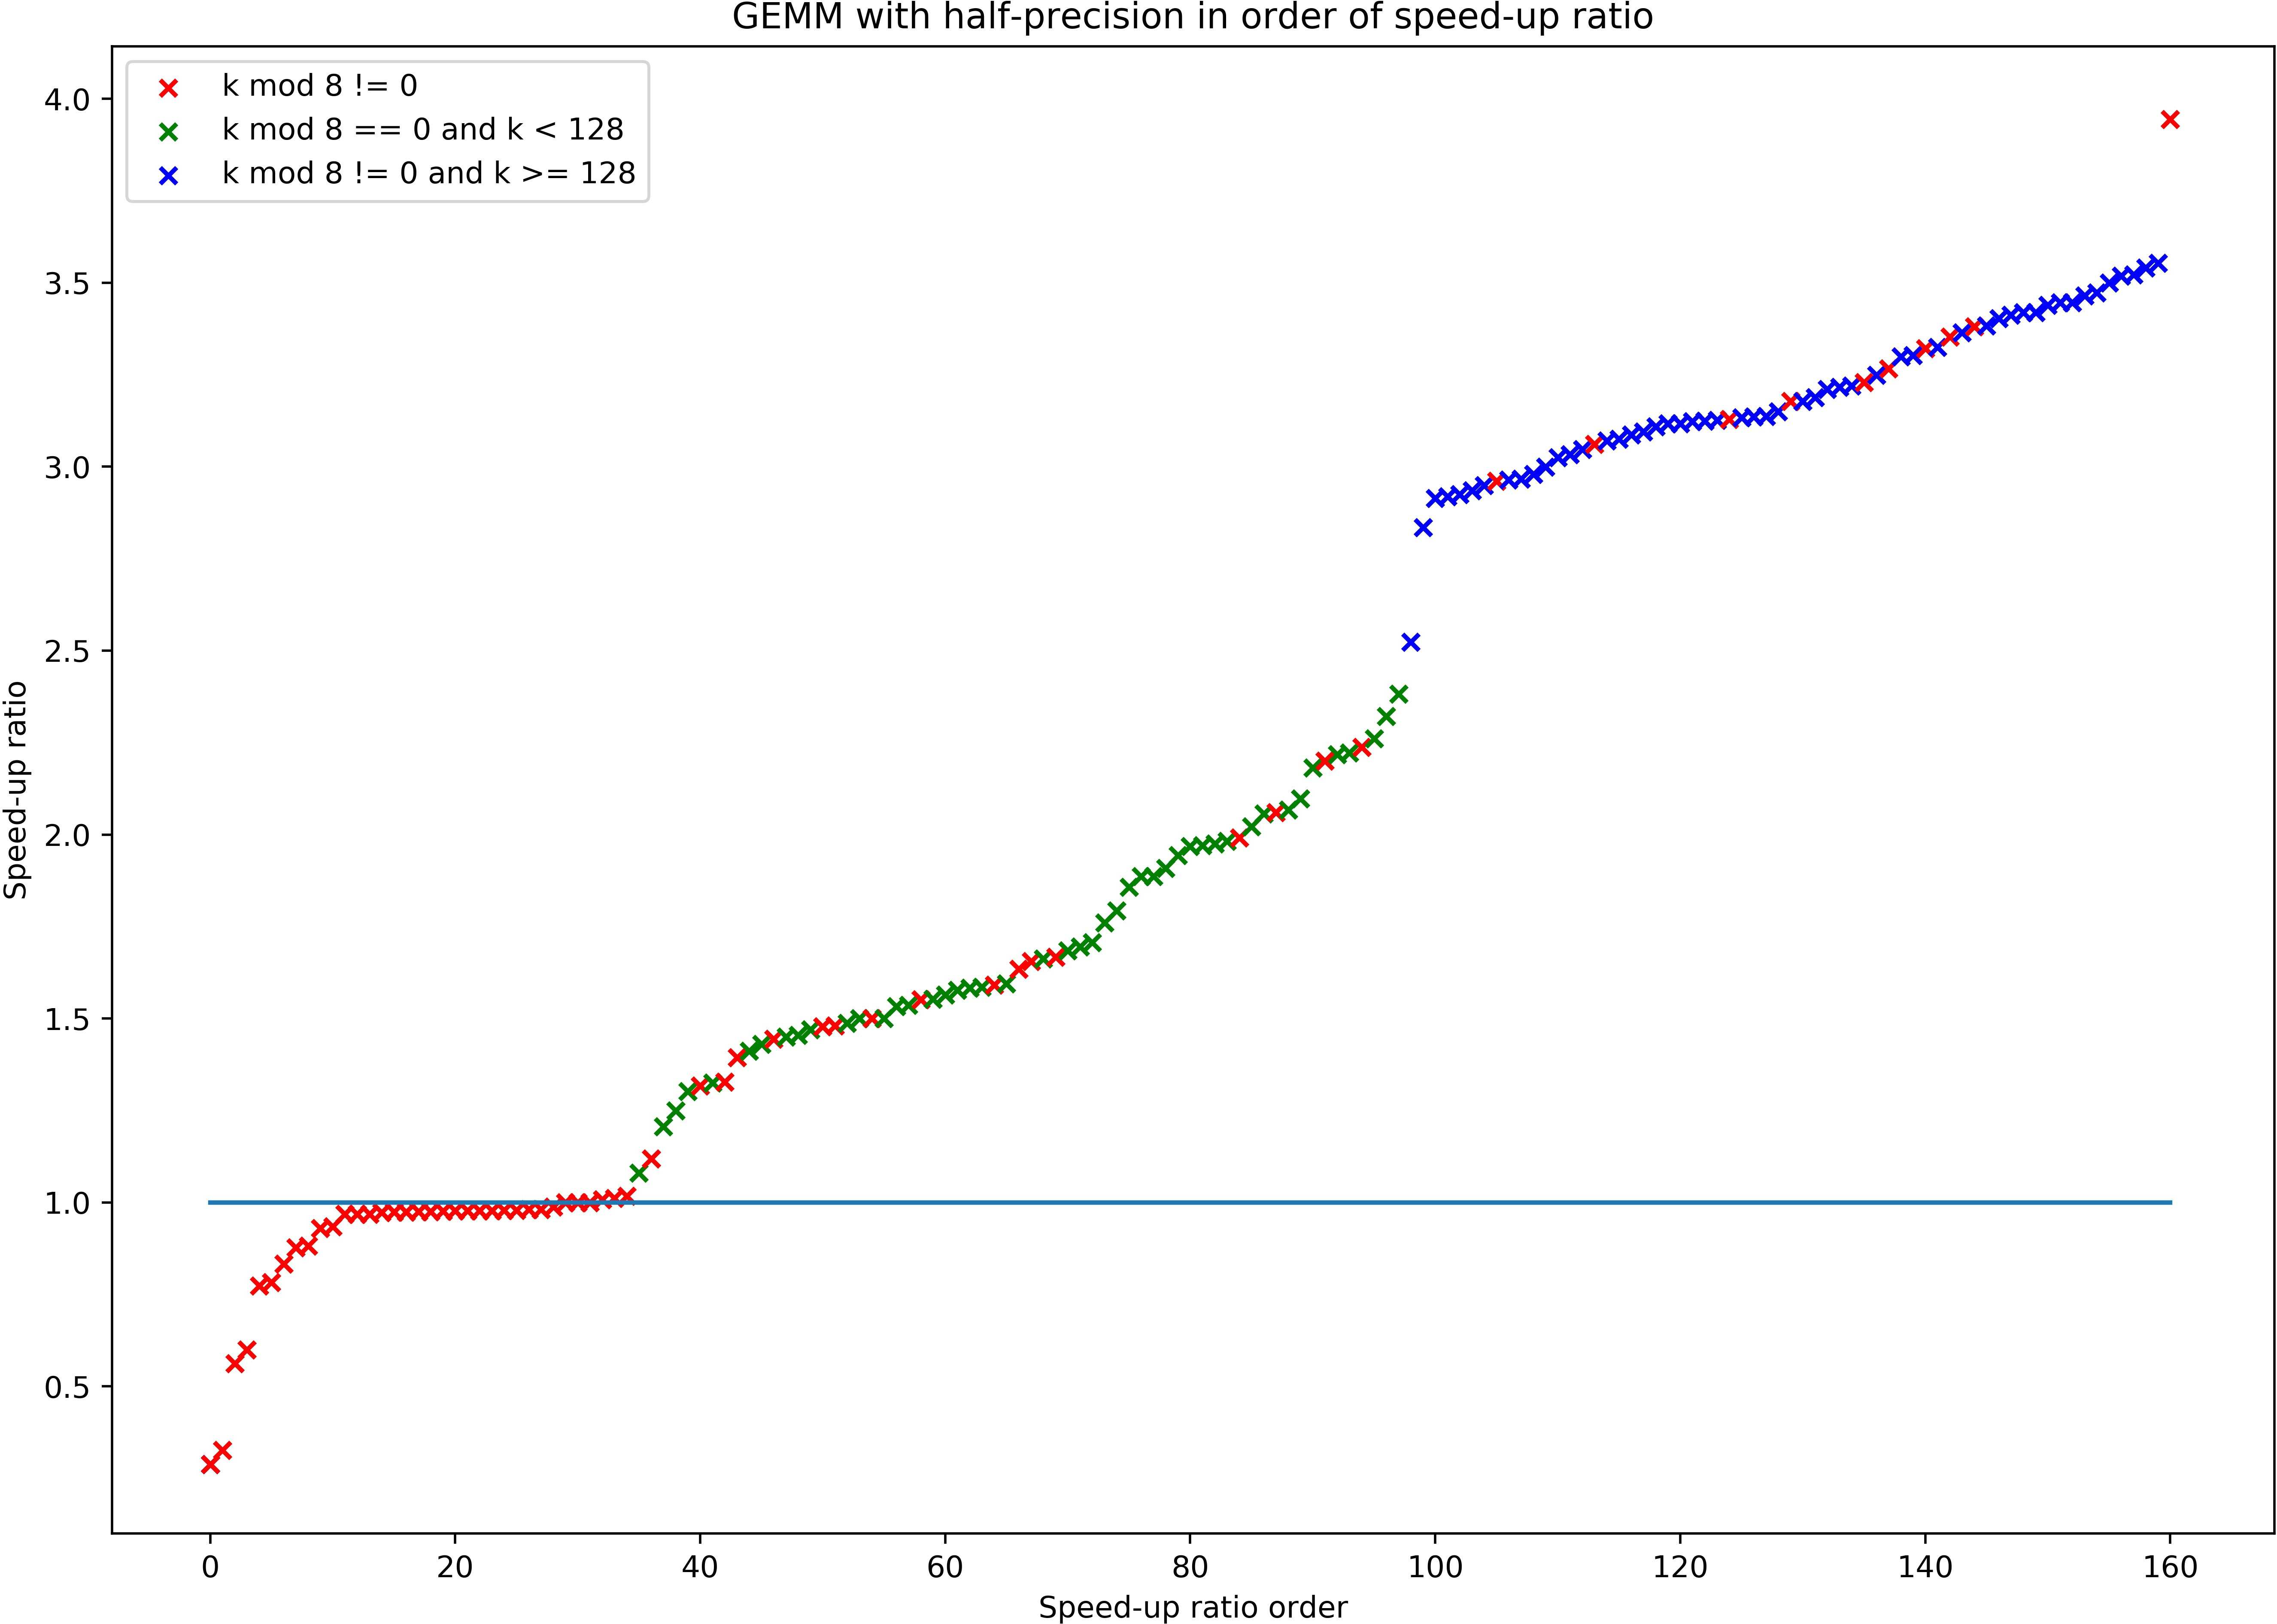 GEMM with half-precision in order of speed-up ratio
k mod 8 != 0
k mod 8 == 0 and k < 128
k mod 8 != 0 and k >= 128
4.0
3.5
3.0
2.5
2.0
1.5
1.0
0.5
Speed-up ratio
0 20 40 60 80 100 120 140 160
Speed-up ratio order